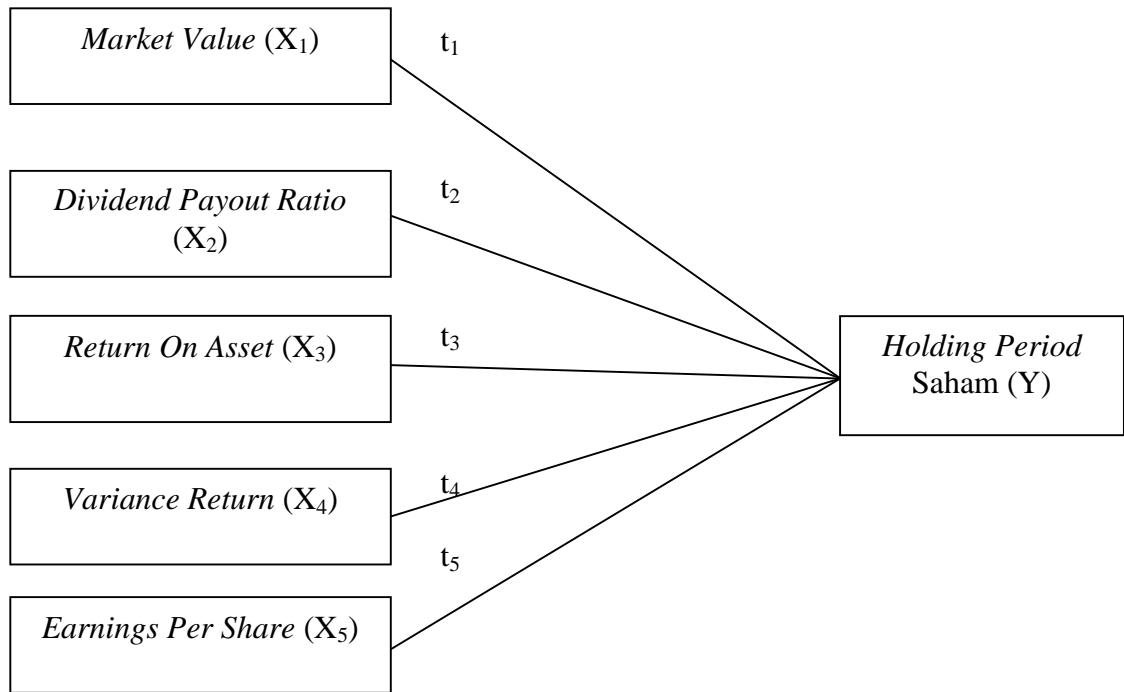 Market Value (X₁)
t₁
Dividend Payout Ratio
(X₂)
t₂
Return On Asset (X₃)
t₃
Holding Period
Saham (Y)
Variance Return (X₄)
t₄
t₅
Earnings Per Share (X₅)